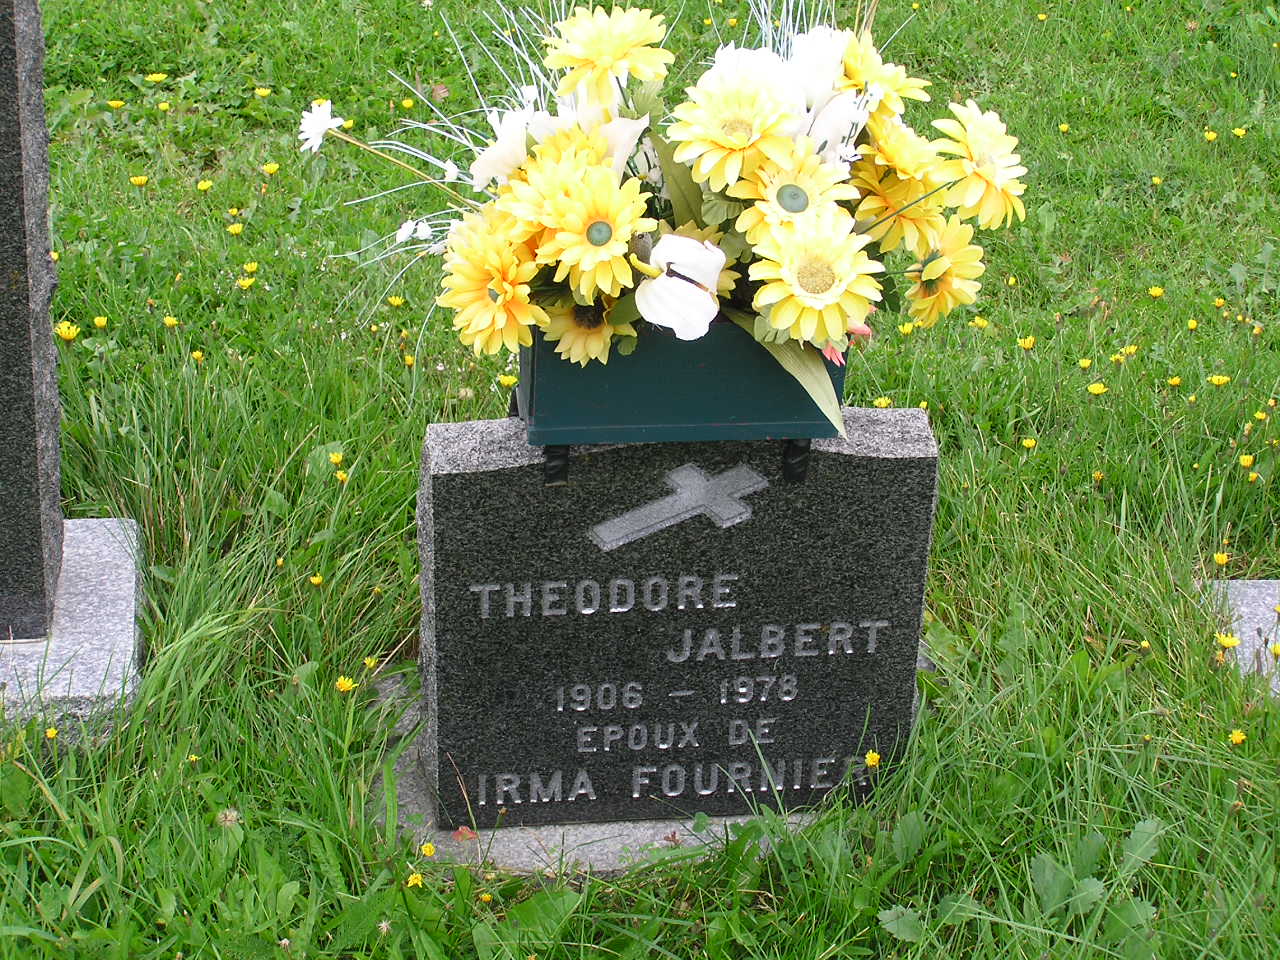 THEODORE
JALBERT
1906 – 1978
EPOUX DE
IRMA FOURNIER